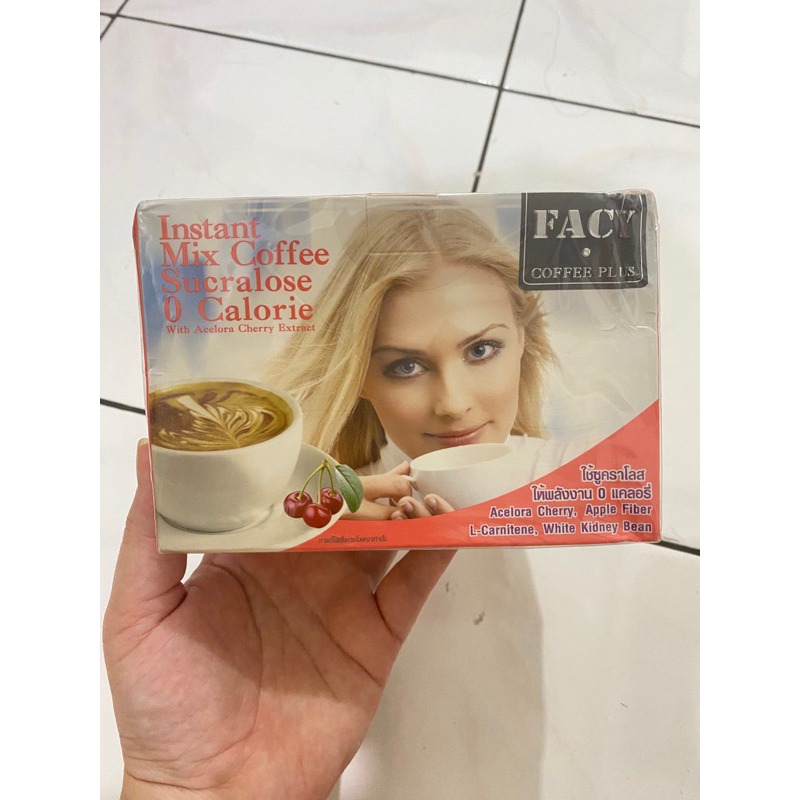 Instant
Mix Coffee
Sucralose
0 Calorie
With Acelora Cherry Extract
FACY
COFFEE PLUS
ใช้ซูคราโลส
ให้พลังงาน 0 แคลอรี่
Acelora Cherry, Apple Fiber
L-Carnitene, White Kidney Bean